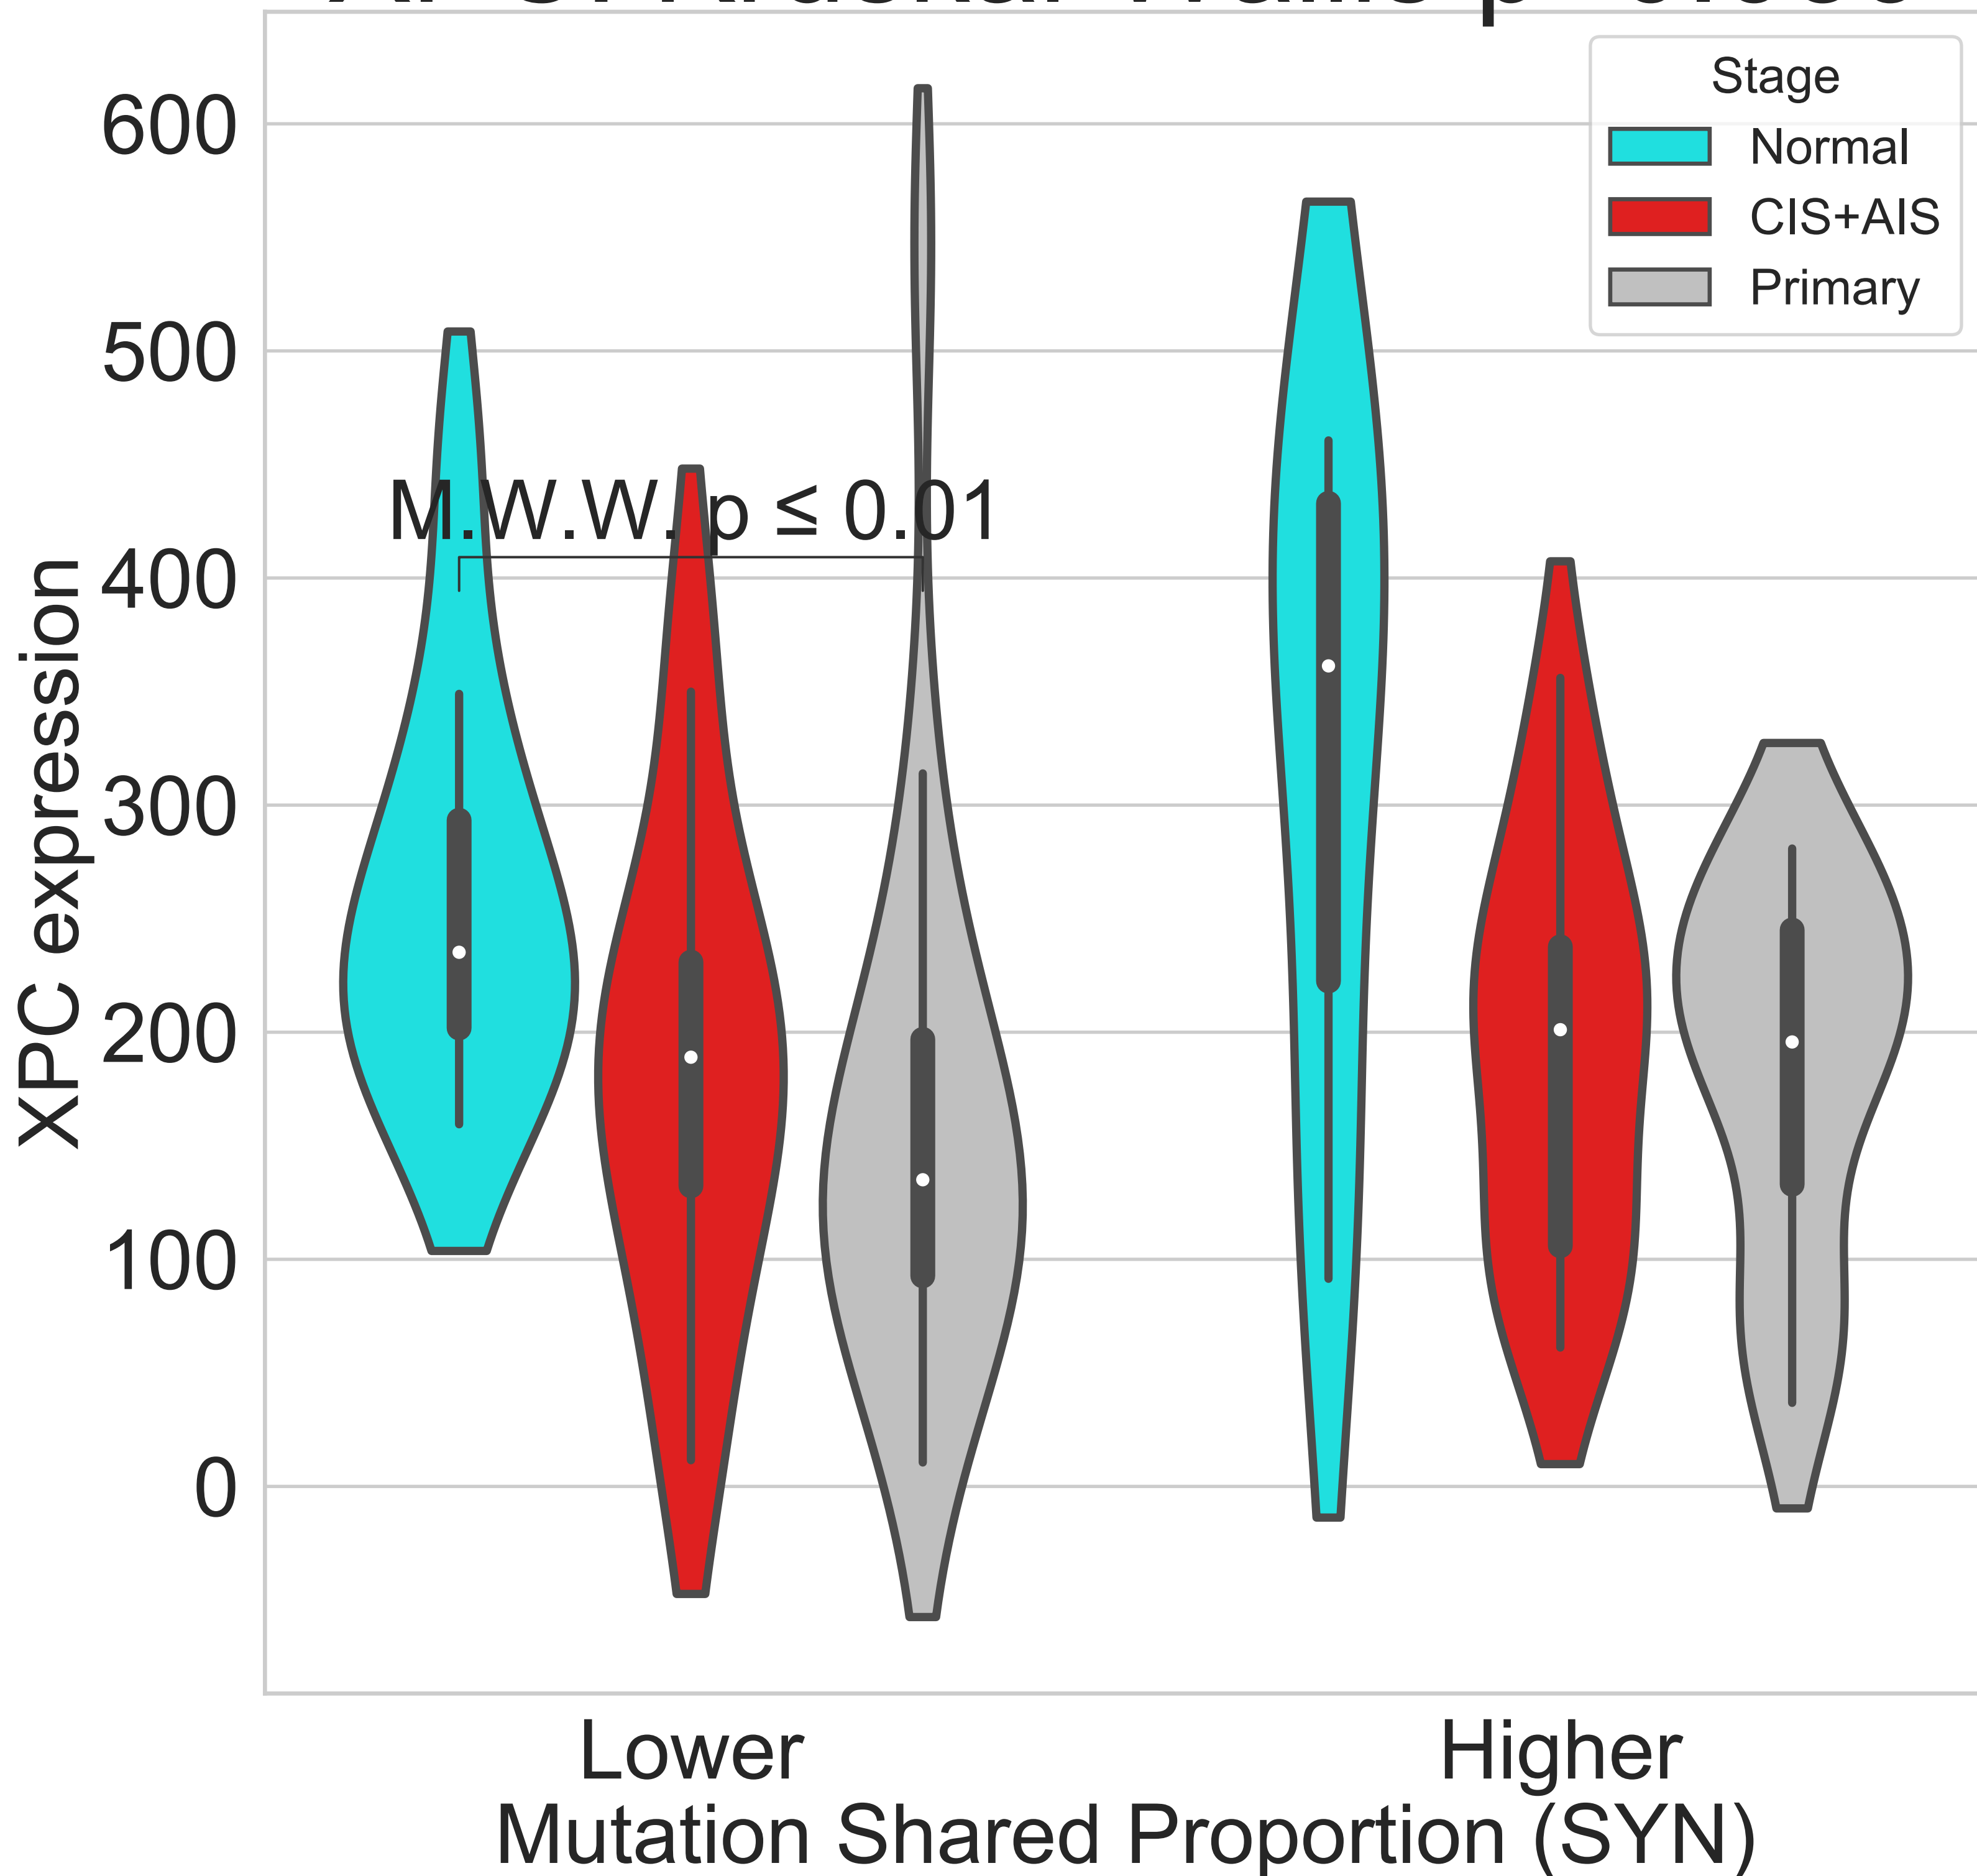 Stage
Normal
CIS+AIS
Primary
600
500
400
300
200
100
0
XPC expression
M.W.W. p ≤ 0.01
Lower
Higher
Mutation Shared Proportion (SYN)